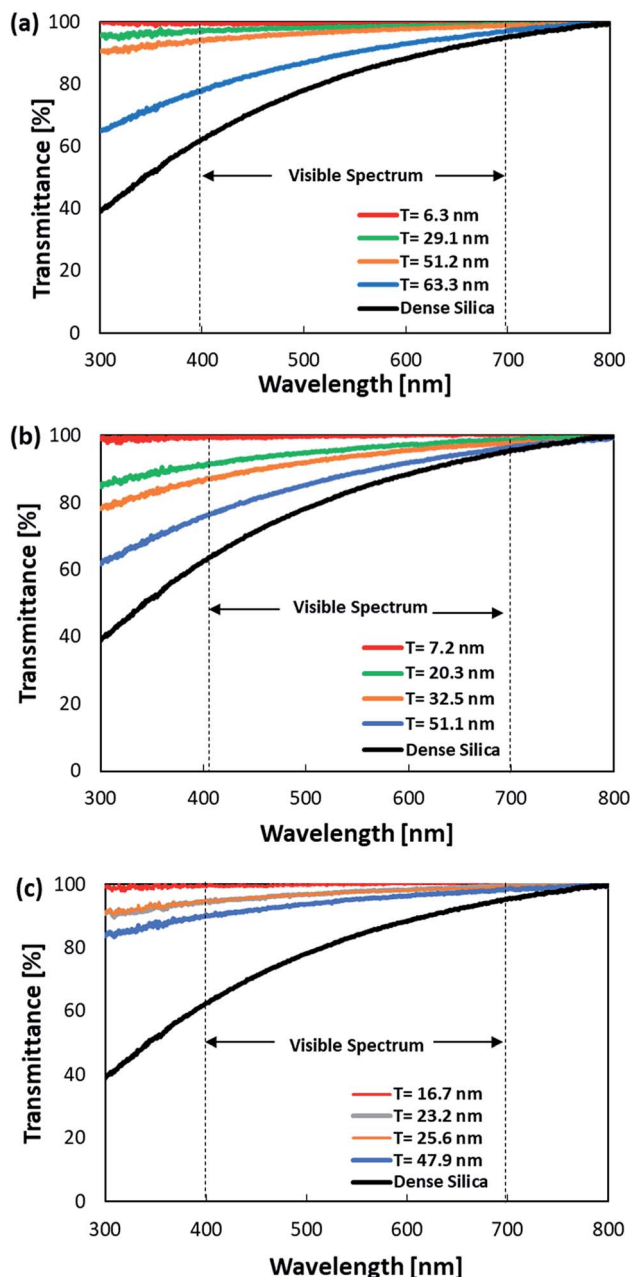 (a)
Transmittance [%]
100
80
60
40
20
0
Visible Spectrum
T= 6.3 nm
T= 29.1 nm
T= 51.2 nm
T= 63.3 nm
Dense Silica
300 400 500 600 700 800
Wavelength [nm]
(b)
Transmittance [%]
100
80
60
40
20
0
Visible Spectrum
T= 7.2 nm
T= 20.3 nm
T= 32.5 nm
T= 51.1 nm
Dense Silica
300 400 500 600 700 800
Wavelength [nm]
(c)
Transmittance [%]
100
80
60
40
20
0
Visible Spectrum
T= 16.7 nm
T= 23.2 nm
T= 25.6 nm
T= 47.9 nm
Dense Silica
300 400 500 600 700 800
Wavelength [nm]